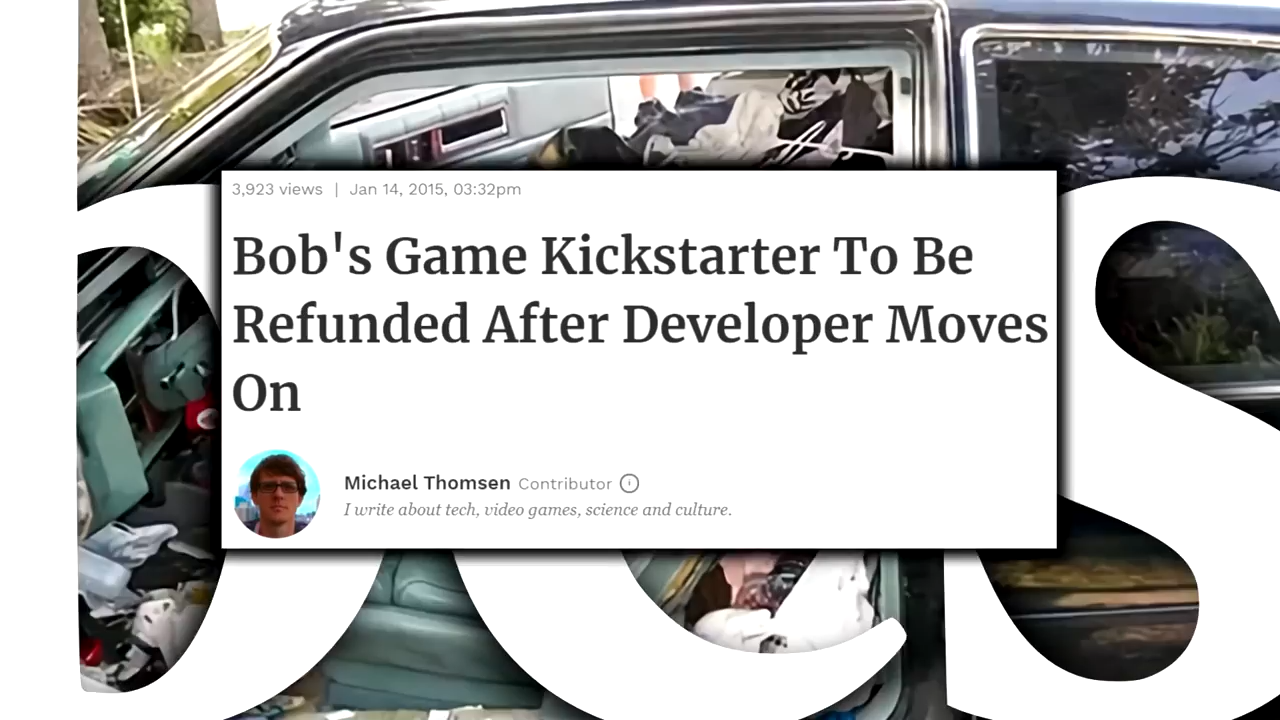 3,923 views | Jan 14, 2015, 03:32pm
Bob's Game Kickstarter To Be
Refunded After Developer Moves
On
Michael Thomsen Contributor
I write about tech, video games, science and culture.